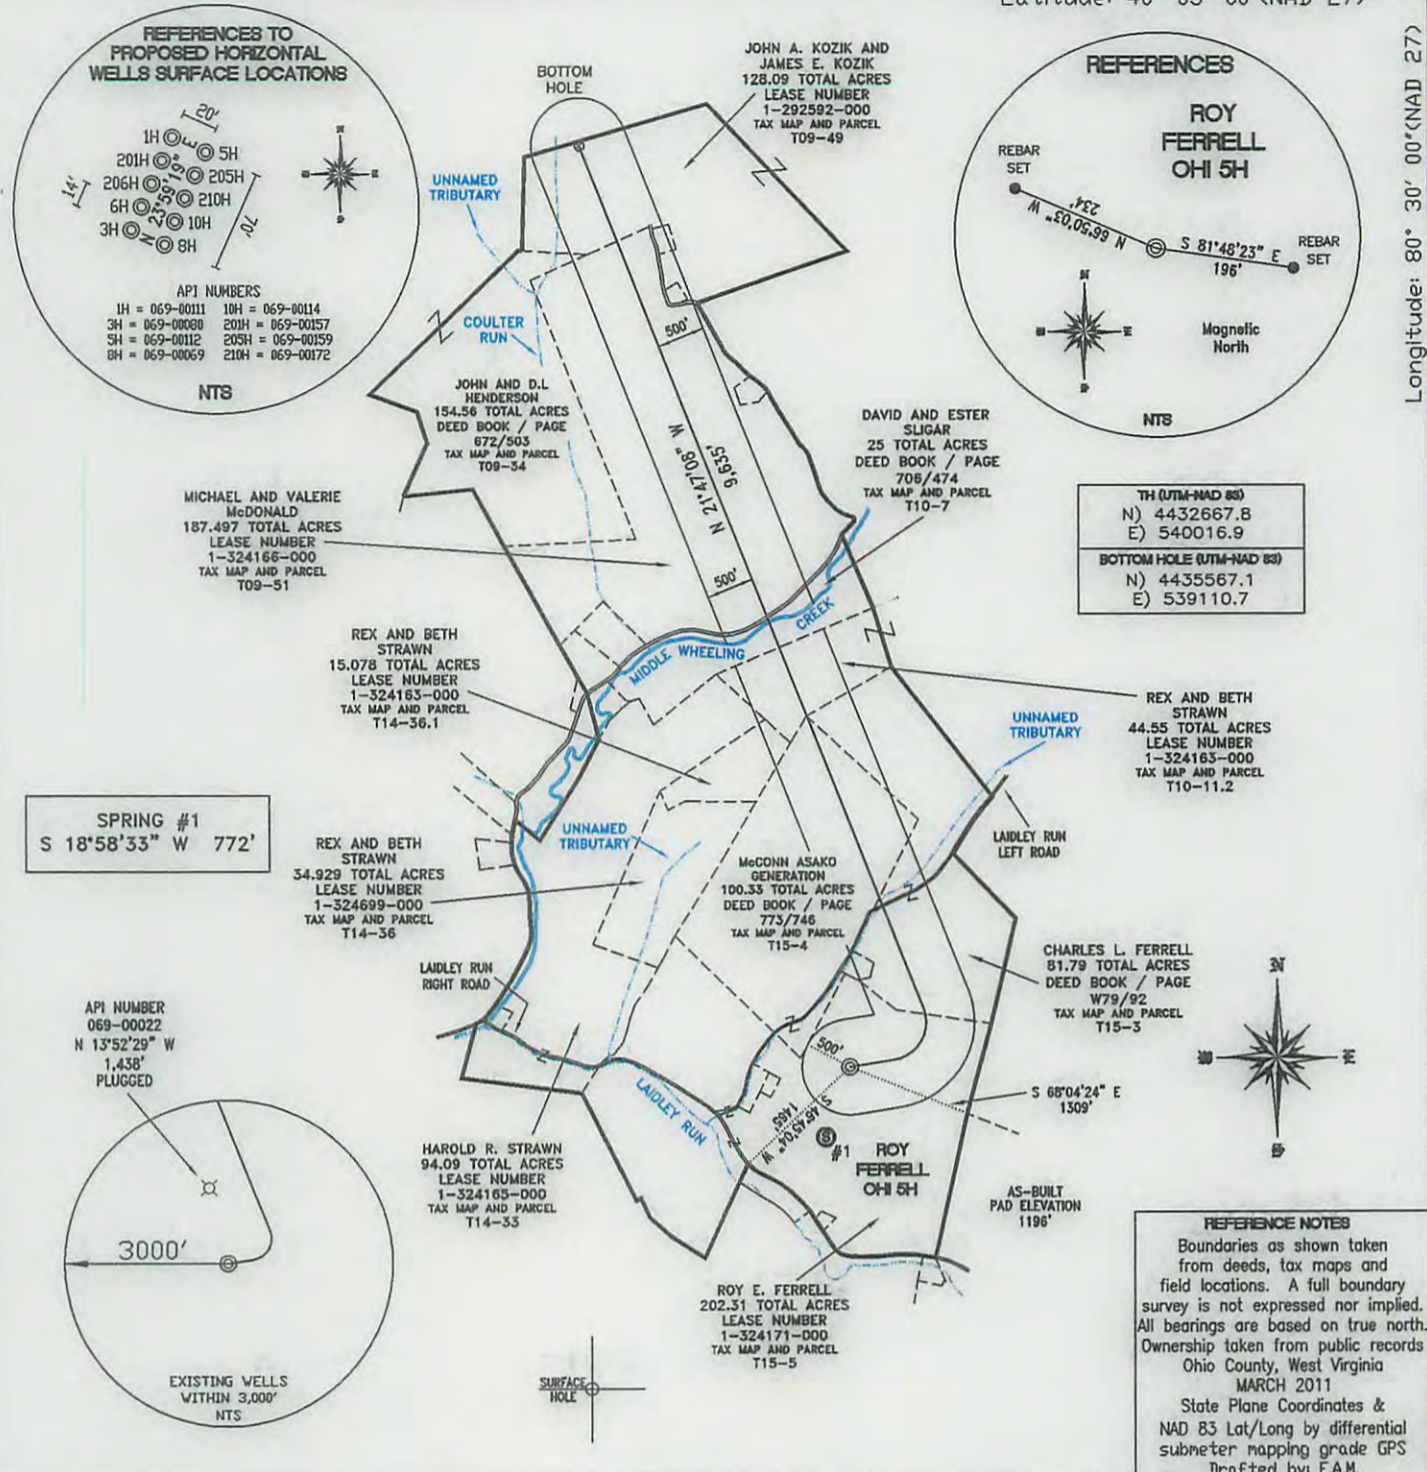 REFERENCES TO
PROPOSED HORIZONTAL
WELLS SURFACE LOCATIONS
20'
1H
5H
201H
205H
206H
210H
6H
10H
3H
8H
14'
N 23°59'19" E
70'
API NUMBERS
1H = 069-00111 10H = 069-00114
3H = 069-00080 201H = 069-00157
5H = 069-00112 205H = 069-00159
8H = 069-00069 210H = 069-00172
NTS
BOTTOM
HOLE
JOHN A. KOZIK AND
JAMES E. KOZIK
128.09 TOTAL ACRES
LEASE NUMBER
1-292592-000
TAX MAP AND PARCEL
T09-49
Longitude: 80° 30' 00"(NAD 27)
REFERENCES
ROY
FERRELL
OHI 5H
REBAR
SET
N 66°50'03" W
234'
S 81°48'23" E
196'
REBAR
SET
Magnetic
North
NTS
UNNAMED
TRIBUTARY
COULTER
RUN
500'
JOHN AND D.L
HENDERSON
154.56 TOTAL ACRES
DEED BOOK / PAGE
672/503
TAX MAP AND PARCEL
T09-34
N 21°47'08" W
9,635'
DAVID AND ESTER
SLIGAR
25 TOTAL ACRES
DEED BOOK / PAGE
706/474
TAX MAP AND PARCEL
T10-7
MICHAEL AND VALERIE
McDONALD
187.497 TOTAL ACRES
LEASE NUMBER
1-324166-000
TAX MAP AND PARCEL
T09-51
500'
TH (UTM-NAD 83)
N) 4432667.8
E) 540016.9
BOTTOM HOLE (UTM-NAD 83)
N) 4435567.1
E) 539110.7
REX AND BETH
STRAWN
15.078 TOTAL ACRES
LEASE NUMBER
1-324163-000
TAX MAP AND PARCEL
T14-36.1
MIDDLE WHEELING CREEK
REX AND BETH
STRAWN
44.55 TOTAL ACRES
LEASE NUMBER
1-324163-000
TAX MAP AND PARCEL
T10-11.2
UNNAMED
TRIBUTARY
SPRING #1
S 18°58'33" W 772'
UNNAMED
TRIBUTARY
LAIDLEY RUN
LEFT ROAD
REX AND BETH
STRAWN
34.929 TOTAL ACRES
LEASE NUMBER
1-324699-000
TAX MAP AND PARCEL
T14-36
McCONN ASAKO
GENERATION
100.33 TOTAL ACRES
DEED BOOK / PAGE
773/746
TAX MAP AND PARCEL
T15-4
CHARLES L. FERRELL
81.79 TOTAL ACRES
DEED BOOK / PAGE
W79/92
TAX MAP AND PARCEL
T15-3
LAIDLEY RUN
RIGHT ROAD
API NUMBER
069-00022
N 13°52'29" W
1,438'
PLUGGED
500'
S 68°04'24" E
1309'
LAIDLEY RUN
S 46°45'04" W
1465'
S
#1
ROY
FERRELL
OHI 5H
AS-BUILT
PAD ELEVATION
1196'
HAROLD R. STRAWN
94.09 TOTAL ACRES
LEASE NUMBER
1-324165-000
TAX MAP AND PARCEL
T14-33
N
E
3000'
EXISTING WELLS
WITHIN 3,000'
NTS
ROY E. FERRELL
202.31 TOTAL ACRES
LEASE NUMBER
1-324171-000
TAX MAP AND PARCEL
T15-5
SURFACE
HOLE
REFERENCE NOTES
Boundaries as shown taken
from deeds, tax maps and
field locations. A full boundary
survey is not expressed nor implied.
All bearings are based on true north.
Ownership taken from public records
Ohio County, West Virginia
MARCH 2011
State Plane Coordinates &
NAD 83 Lat/Long by differential
submeter mapping grade GPS
Drafted by: F.A.M.